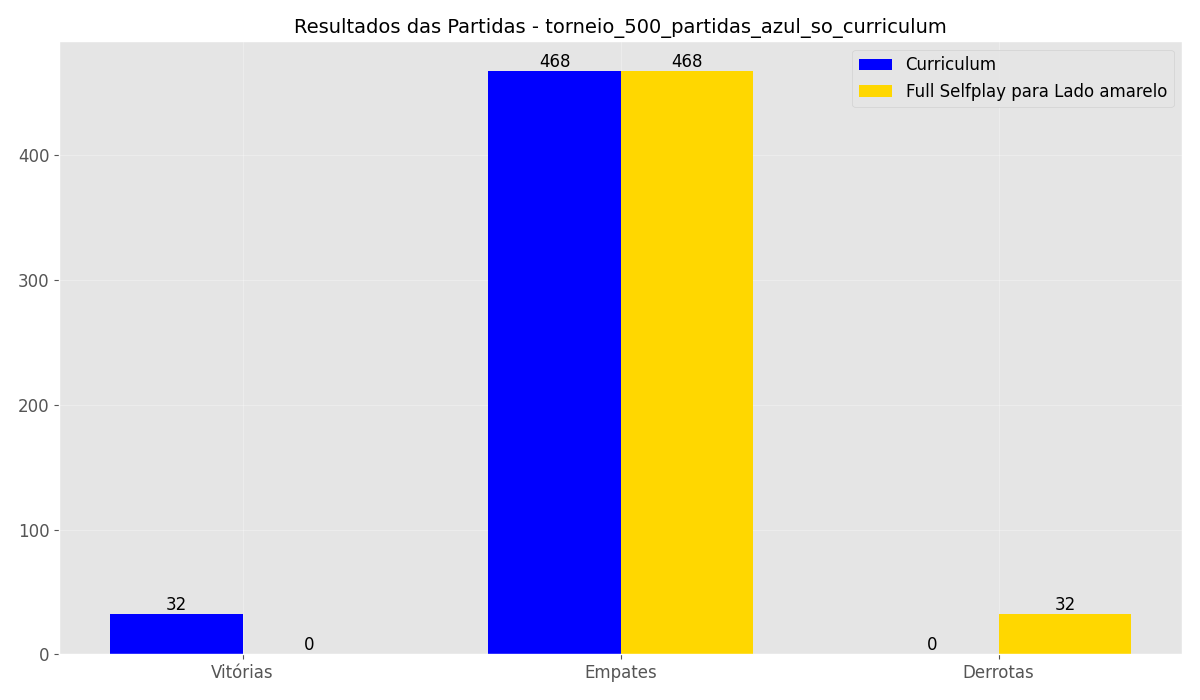 Resultados das Partidas - torneio_500_partidas_azul_so_curriculum
Curriculum
Full Selfplay para Lado amarelo
468
468
400
300
200
100
0
32
0
0
32
Vitórias
Empates
Derrotas